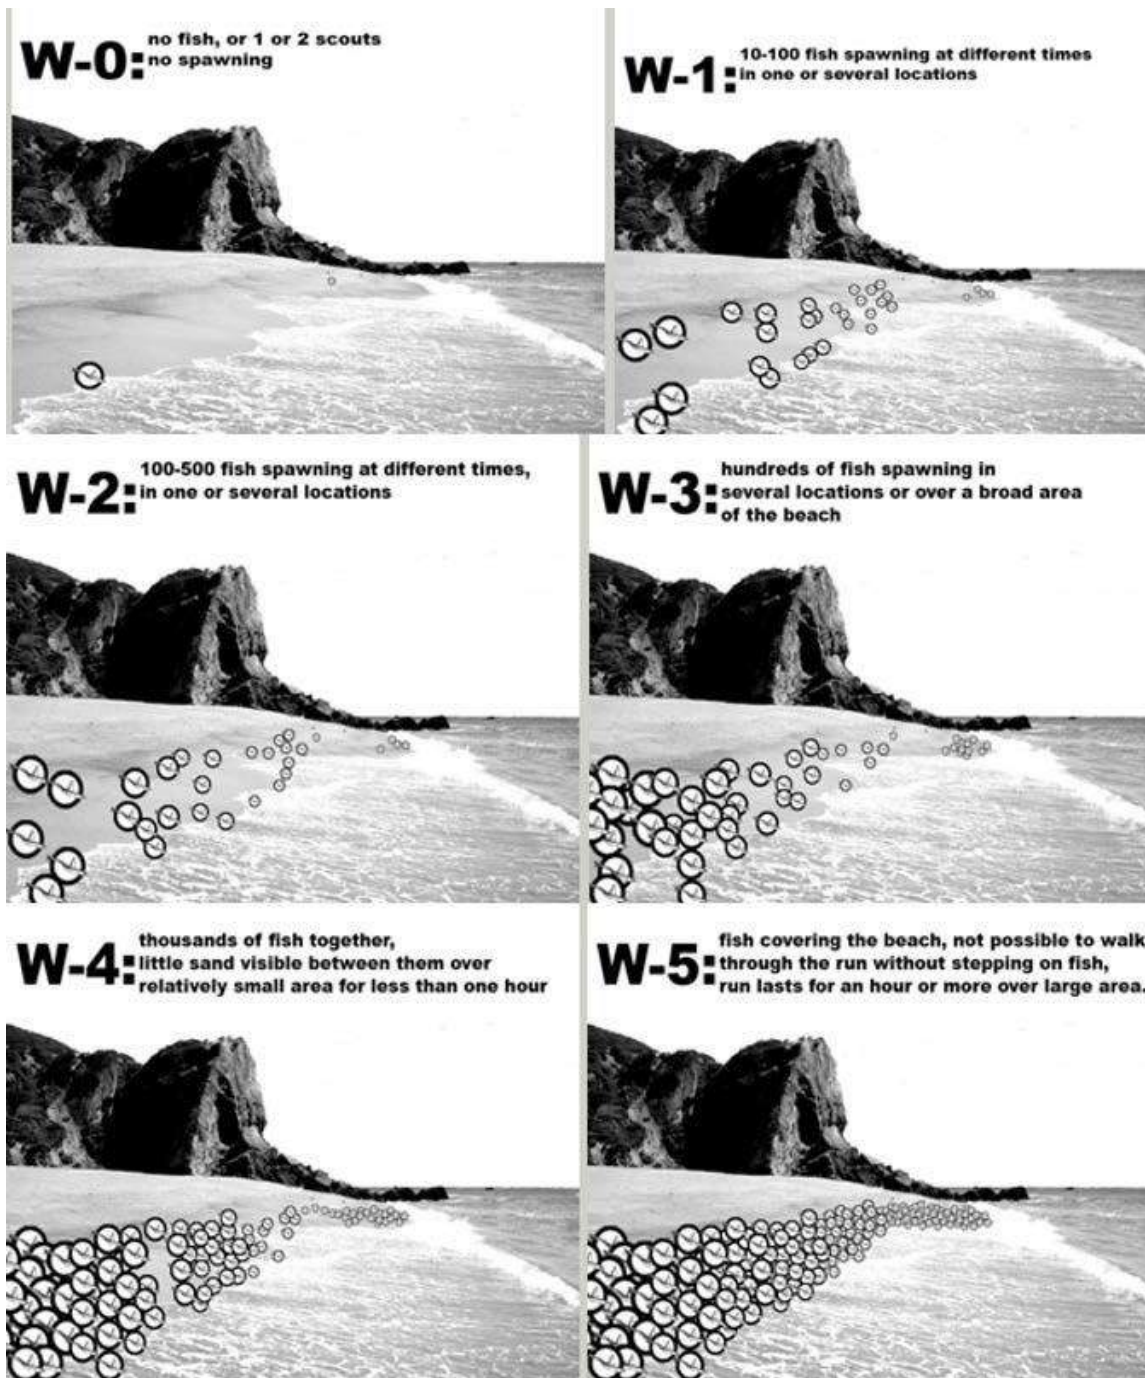 W-0: no fish, or 1 or 2 scouts
no spawning
W-1: 10-100 fish spawning at different times
in one or several locations
W-2: 100-500 fish spawning at different times,
in one or several locations
W-3: hundreds of fish spawning in
several locations or over a broad area
of the beach
W-4: thousands of fish together,
little sand visible between them over
relatively small area for less than one hour
W-5: fish covering the beach, not possible to walk
through the run without stepping on fish,
run lasts for an hour or more over large area.